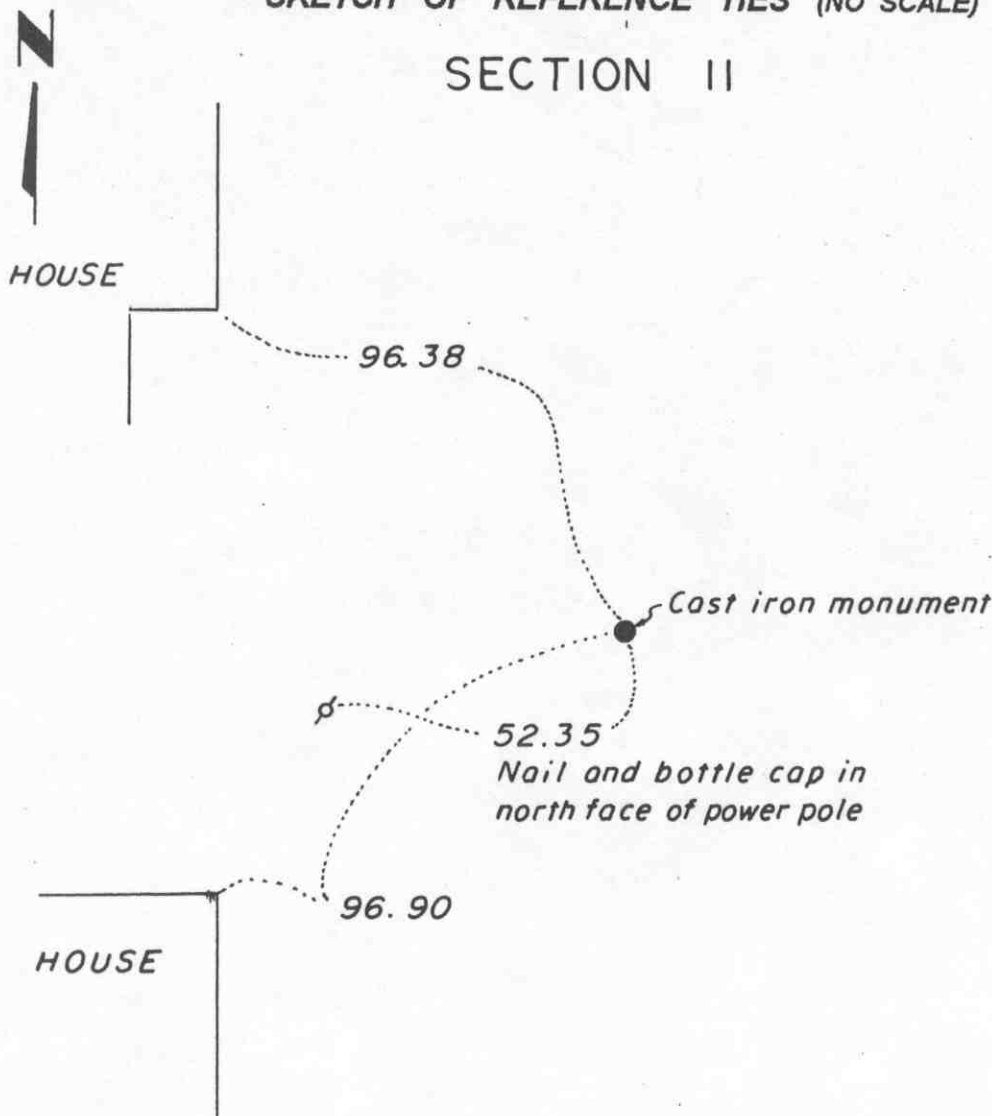 SKETCH OF REFERENCE TIES (NO SCALE)
SECTION 11
N
HOUSE
96.38
Cast iron monument
52.35
Nail and bottle cap in
north face of power pole
96.90
HOUSE